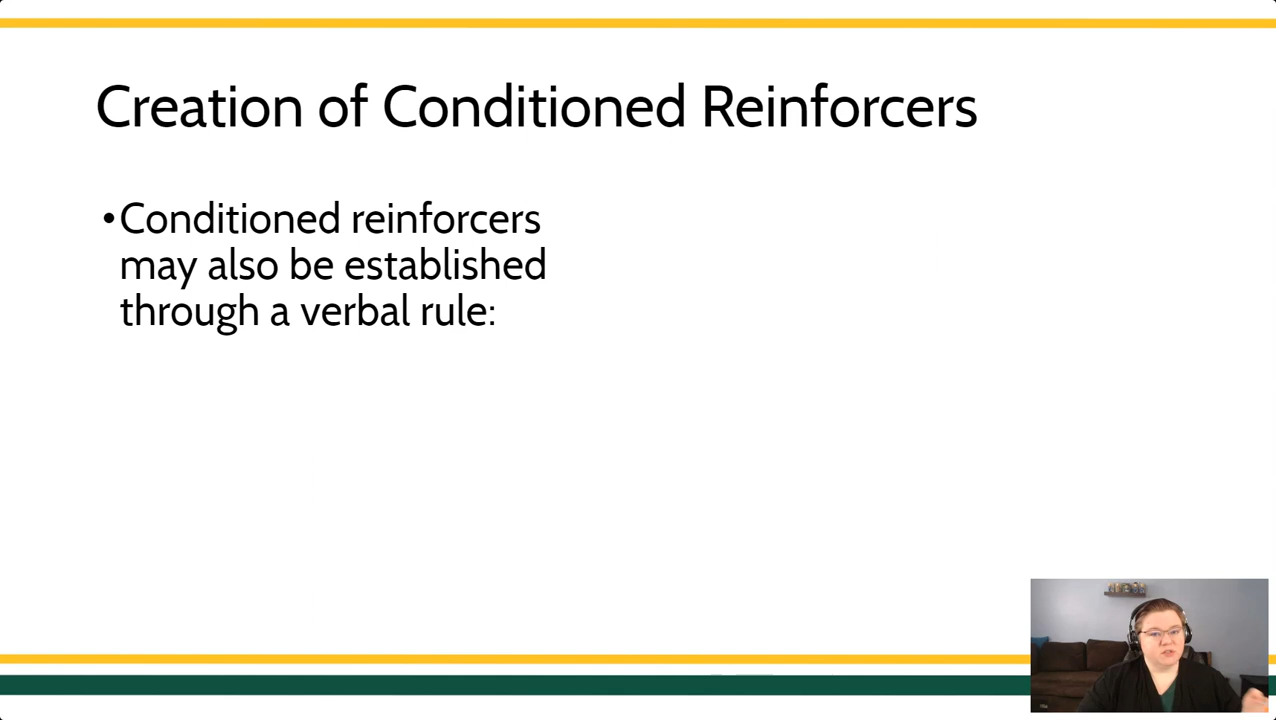 Creation of Conditioned Reinforcers
•Conditioned reinforcers
may also be established
through a verbal rule: